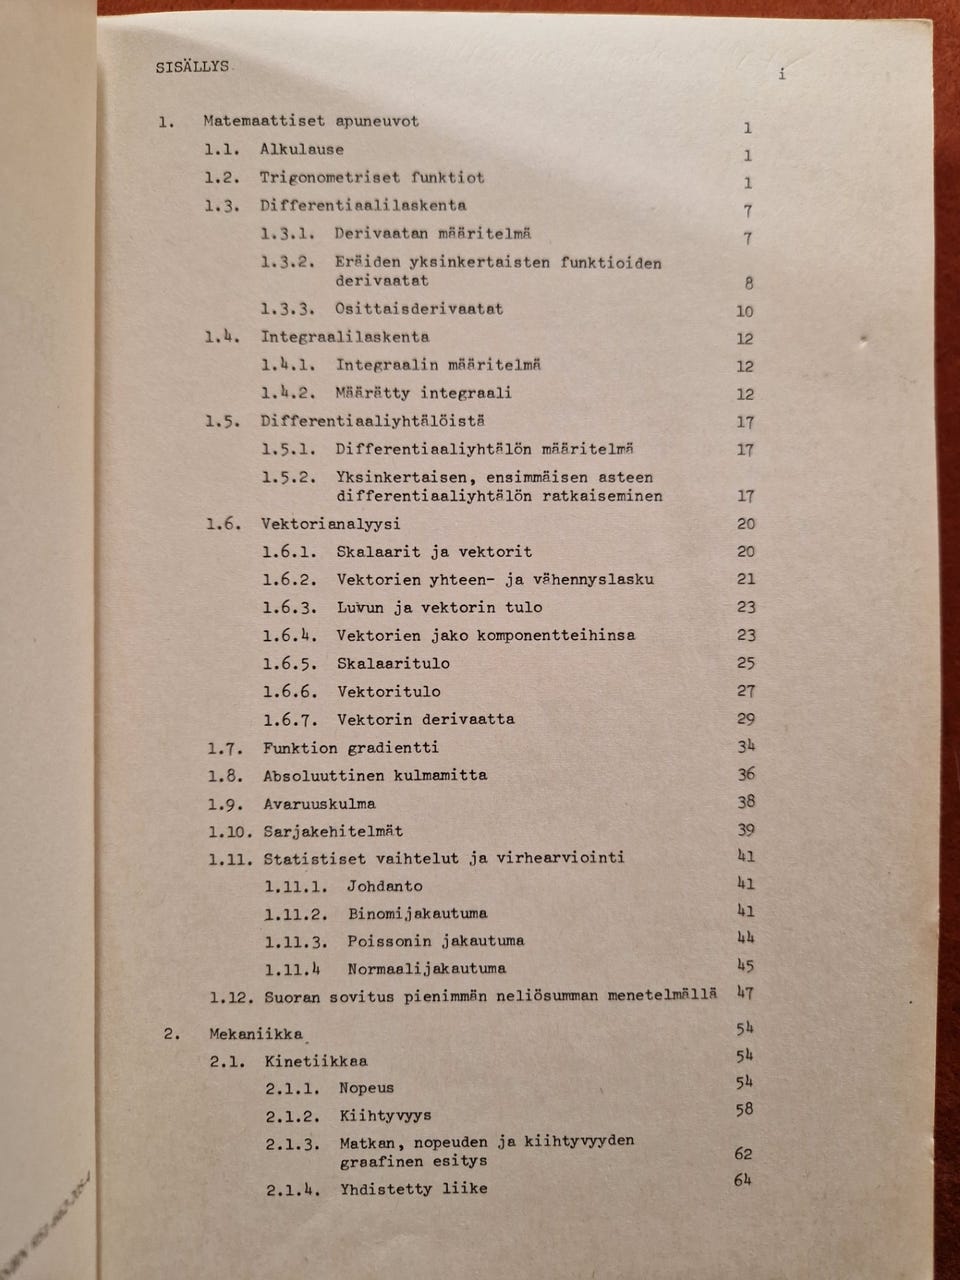 SISÄLLYS
i
1. Matemaattiset apuneuvot 1
1.1. Alkulause 1
1.2. Trigonometriset funktiot 1
1.3. Differentiaalilaskenta 7
1.3.1. Derivaatan määritelmä 7
1.3.2. Eräiden yksinkertaisten funktioiden
derivaatat 8
1.3.3. Osittaisderivaatat 10
1.4. Integraalilaskenta 12
1.4.1. Integraalin määritelmä 12
1.4.2. Määrätty integraali 12
1.5. Differentiaaliyhtälöistä 17
1.5.1. Differentiaaliyhtälön määritelmä 17
1.5.2. Yksinkertaisen, ensimmäisen asteen
differentiaaliyhtälön ratkaiseminen 17
1.6. Vektorianalyysi 20
1.6.1. Skalaarit ja vektorit 20
1.6.2. Vektorien yhteen- ja vähennyslasku 21
1.6.3. Luvun ja vektorin tulo 23
1.6.4. Vektorien jako komponentteihinsa 23
1.6.5. Skalaaritulo 25
1.6.6. Vektoritulo 27
1.6.7. Vektorin derivaatta 29
1.7. Funktion gradientti 34
1.8. Absoluuttinen kulmamitta 36
1.9. Avaruuskulma 38
1.10. Sarjakehitelmät 39
1.11. Statistiset vaihtelut ja virhearviointi 41
1.11.1. Johdanto 41
1.11.2. Binomijakautuma 41
1.11.3. Poissonin jakautuma 44
1.11.4 Normaalijakautuma 45
1.12. Suoran sovitus pienimmän neliösumman menetelmällä 47
2. Mekaniikka 54
2.1. Kinetiikkaa 54
2.1.1. Nopeus 54
2.1.2. Kiihtyvyys 58
2.1.3. Matkan, nopeuden ja kiihtyvyyden
graafinen esitys 62
2.1.4. Yhdistetty liike 64